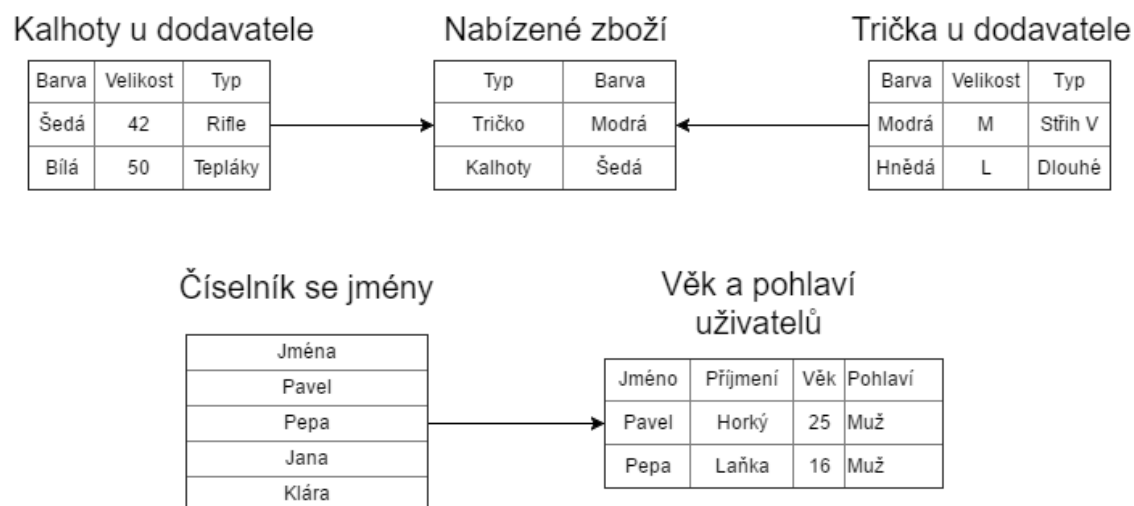 Kalhoty u dodavatele
Barva Velikost Typ
Šedá 42 Rifle
Bílá 50 Tepláky
Nabízené zboží
Typ Barva
Tričko Modrá
Kalhoty Šedá
Trička u dodavatele
Barva Velikost Typ
Modrá M Střih V
Hnědá L Dlouhé
Číselník se jmény
Jména
Pavel
Pepa
Jana
Klára
Věk a pohlaví
uživatelů
Jméno Příjmení Věk Pohlaví
Pavel Horký 25 Muž
Pepa Laňka 16 Muž